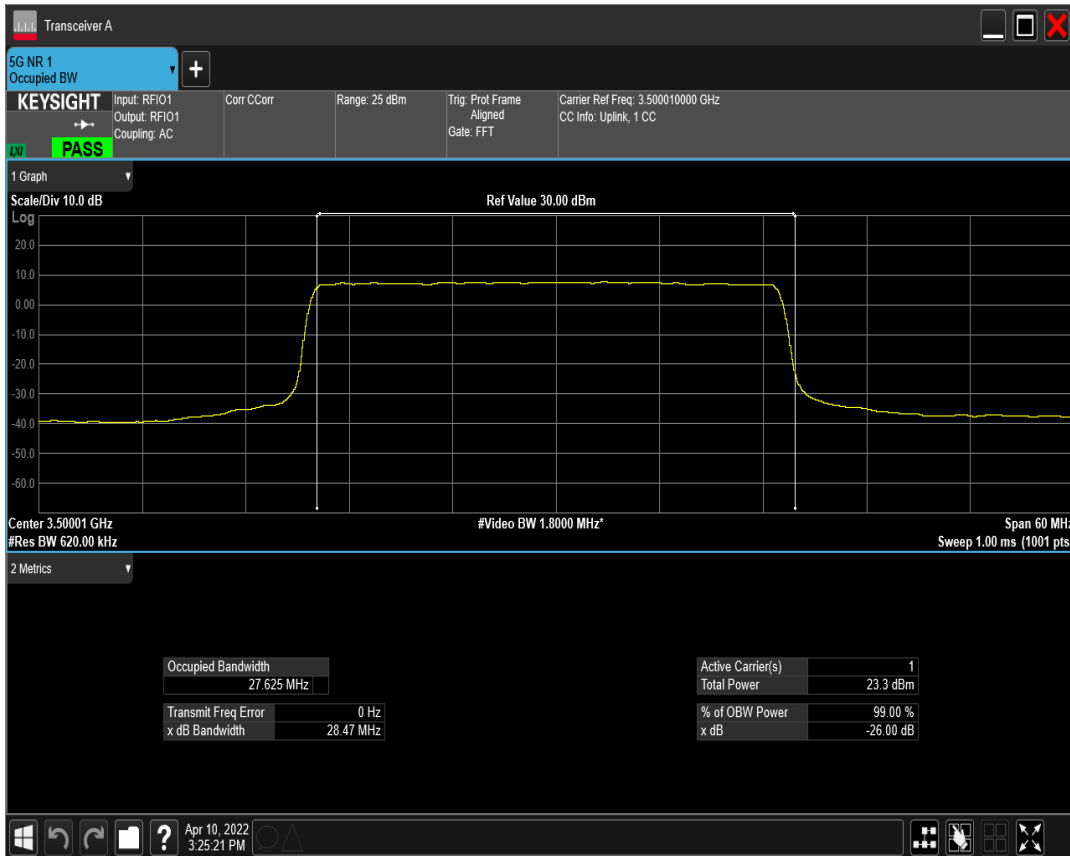 Transceiver A
5G NR 1
Occupied BW
KEYSIGHT
LXI
PASS
Input: RFIO1
Output: RFIO1
Coupling: AC
Corr CCorr
Range: 25 dBm
Trig: Prot Frame
Aligned
Gate: FFT
Carrier Ref Freq: 3.500010000 GHz
CC Info: Uplink, 1 CC
1 Graph
Scale/Div 10.0 dB
Ref Value 30.00 dBm
Log
20.0
10.0
0.00
-10.0
-20.0
-30.0
-40.0
-50.0
-60.0
Center 3.50001 GHz
#Video BW 1.8000 MHz*
Span 60 MHz
#Res BW 620.00 kHz
Sweep 1.00 ms (1001 pts
2 Metrics
Occupied Bandwidth
27.625 MHz
Transmit Freq Error 0 Hz
x dB Bandwidth 28.47 MHz
Active Carrier(s) 1
Total Power 23.3 dBm
% of OBW Power 99.00 %
x dB -26.00 dB
?
Apr 10, 2022
3:25:21 PM